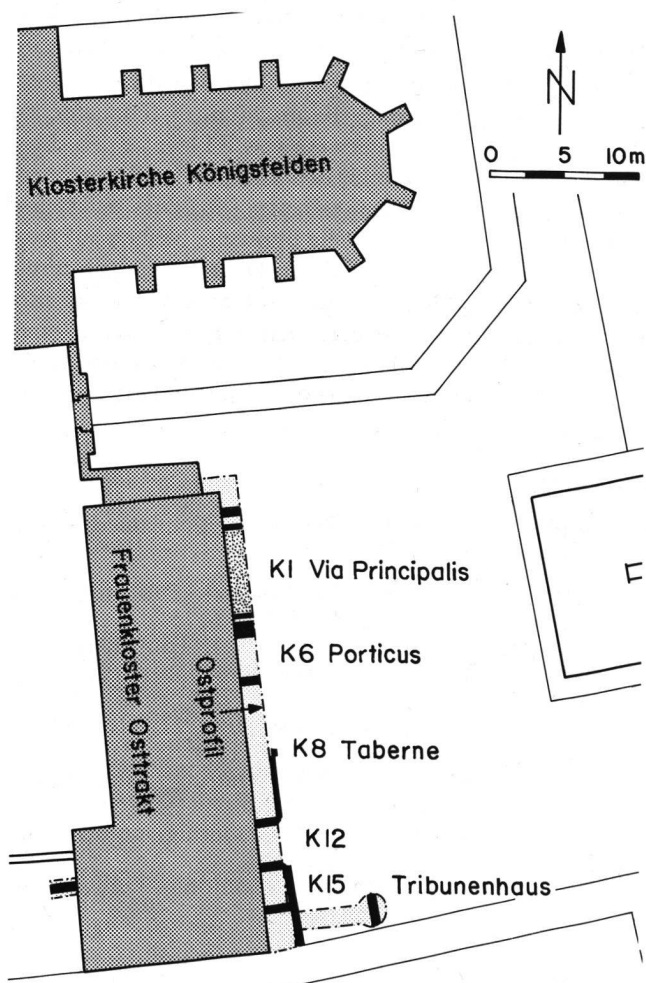 N
0 5 10m
Klosterkirche Königsfelden
K1 Via Principalis
K6 Porticus
Ostprofil
Frauenkloster Osttrakt
K8 Taberne
K12
K15 Tribunenhaus